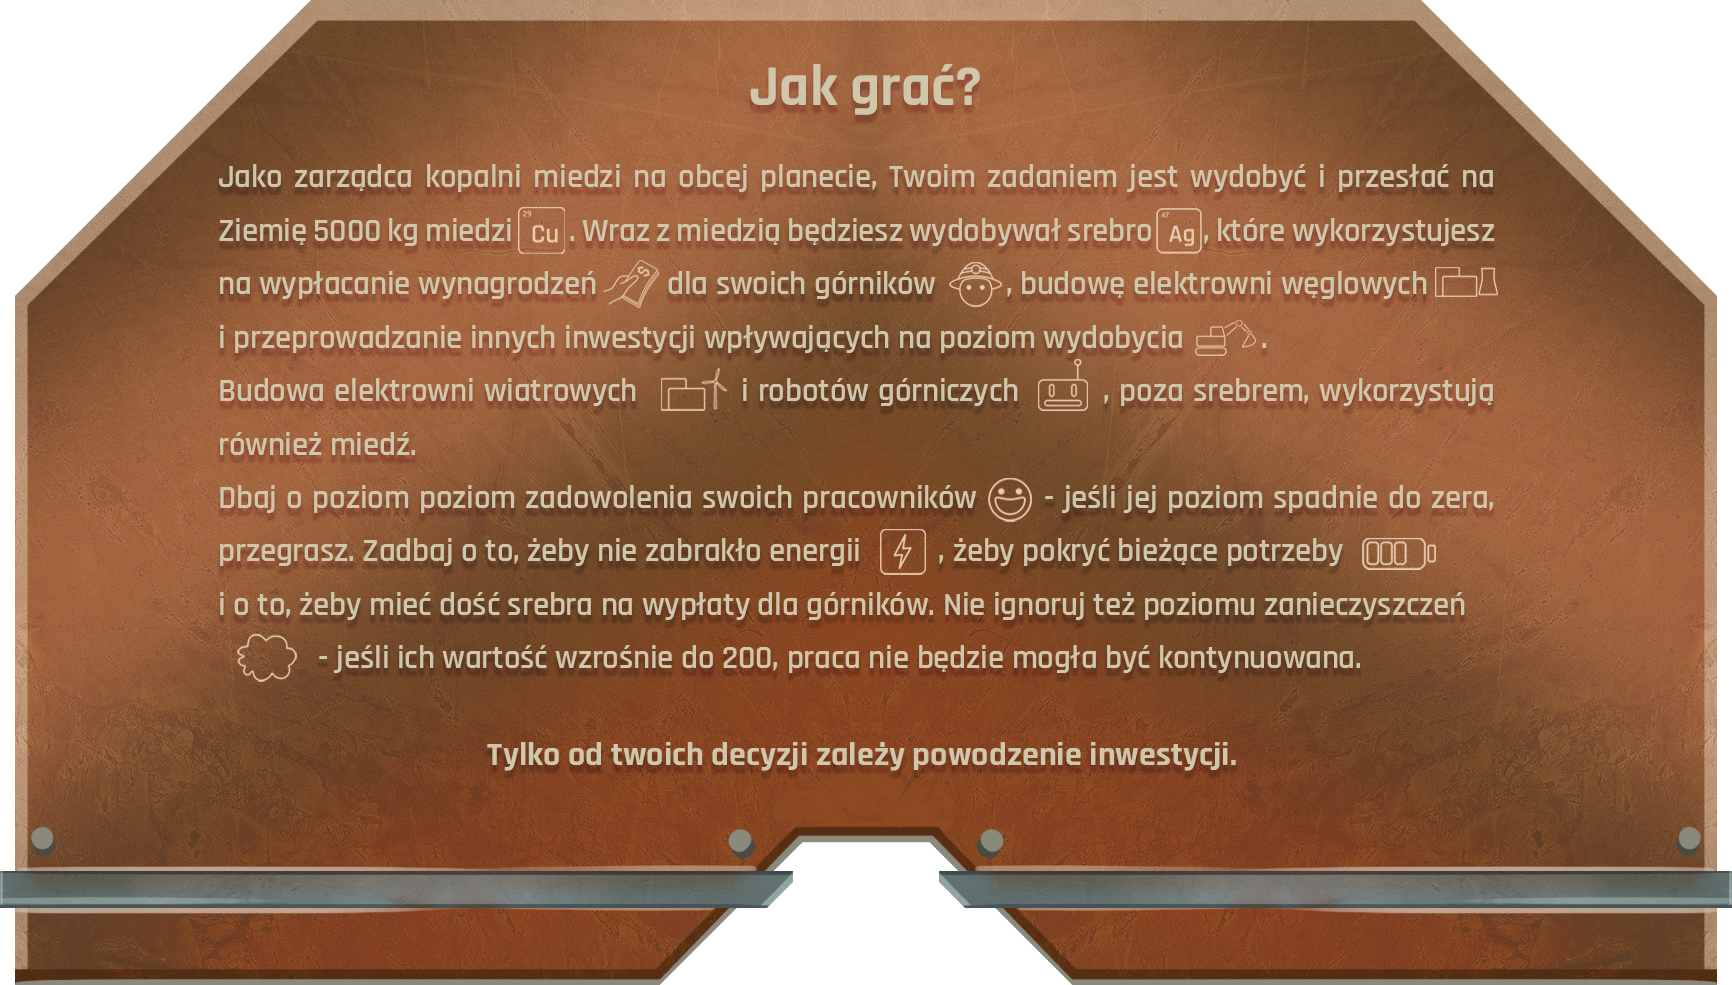 Jak grać?
Jako zarządca kopalni miedzi na obcej planecie, Twoim zadaniem jest wydobyć i przesłać na
Ziemię 5000 kg miedzi 29 Cu . Wraz z miedzią będziesz wydobywał srebro 47 Ag , które wykorzystujesz
na wypłacanie wynagrodzeń $ dla swoich górników , budowę elektrowni węglowych
i przeprowadzanie innych inwestycji wpływających na poziom wydobycia .
Budowa elektrowni wiatrowych i robotów górniczych , poza srebrem, wykorzystują
również miedź.
Dbaj o poziom poziom zadowolenia swoich pracowników - jeśli jej poziom spadnie do zera,
przegrasz. Zadbaj o to, żeby nie zabrakło energii , żeby pokryć bieżące potrzeby
i o to, żeby mieć dość srebra na wypłaty dla górników. Nie ignoruj też poziomu zanieczyszczeń
- jeśli ich wartość wzrośnie do 200, praca nie będzie mogła być kontynuowana.
Tylko od twoich decyzji zależy powodzenie inwestycji.